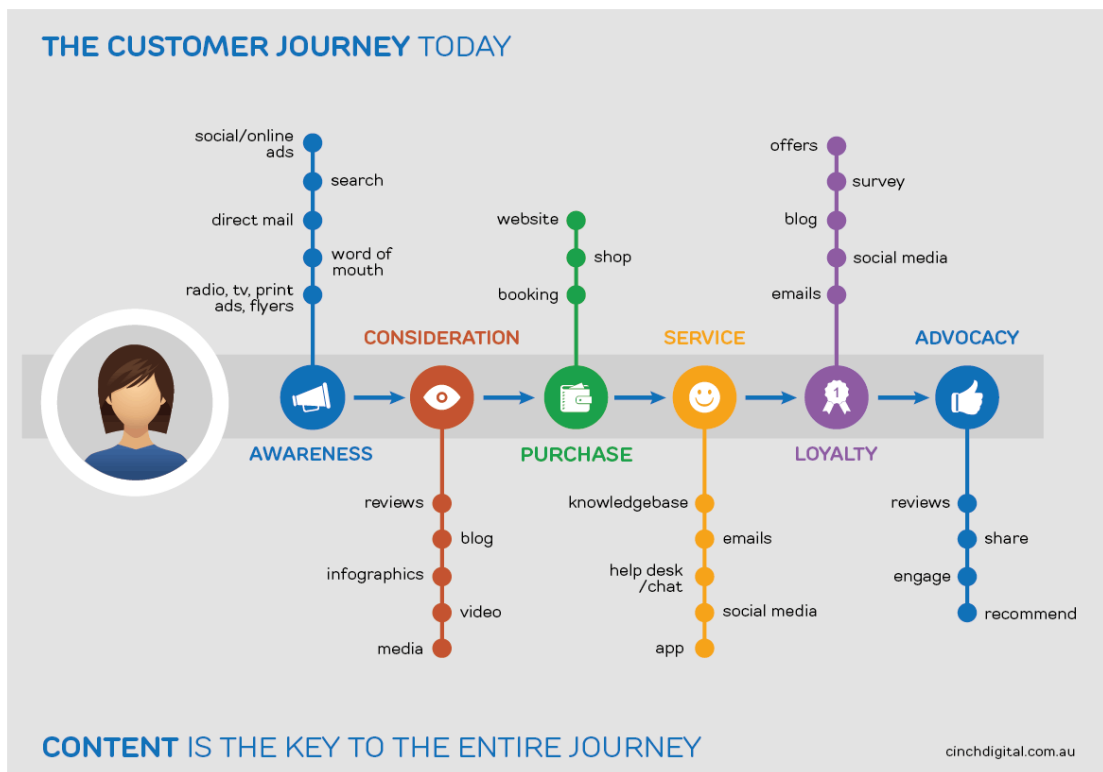 THE CUSTOMER JOURNEY TODAY
social/online
ads
search
direct mail
word of
mouth
radio, tv, print
ads, flyers
AWARENESS
CONSIDERATION
reviews
blog
infographics
video
media
website
shop
booking
PURCHASE
SERVICE
knowledgebase
emails
help desk
/chat
social media
app
offers
survey
blog
social media
emails
1
LOYALTY
ADVOCACY
reviews
share
engage
recommend
CONTENT IS THE KEY TO THE ENTIRE JOURNEY
cinchdigital.com.au